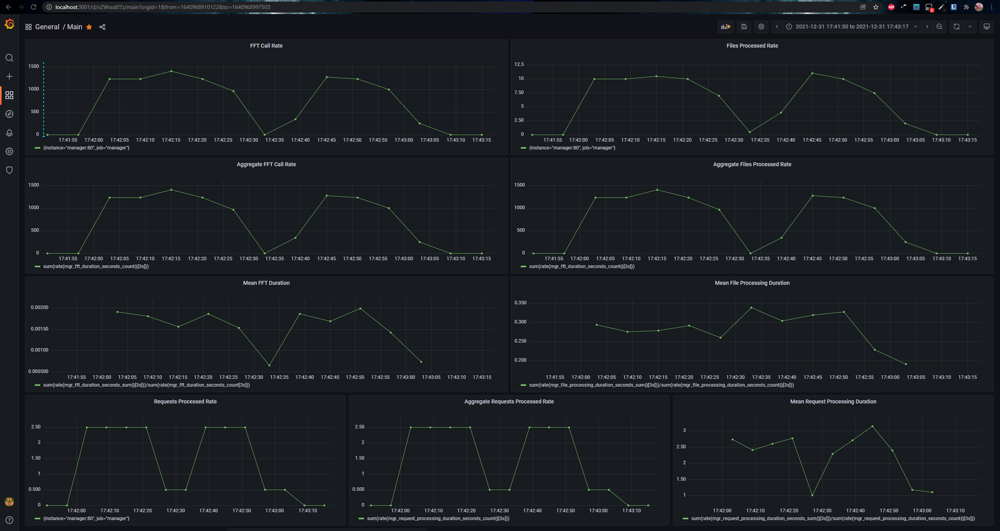 localhost:3001/d/vZWssd07z/main?orgId=1&from=1640968910122&to=1640968997503
ABP
1
General / Main
2021-12-31 17:41:50 to 2021-12-31 17:43:17
FFT Call Rate
1500
1000
500
0
17:41:55 17:42:00 17:42:05 17:42:10 17:42:15 17:42:20 17:42:25 17:42:30 17:42:35 17:42:40 17:42:45 17:42:50 17:42:55 17:43:00 17:43:05 17:43:10 17:43:15
{instance="manager:80", job="manager"}
Files Processed Rate
12.5
10
7.50
5
2.50
0
17:41:55 17:42:00 17:42:05 17:42:10 17:42:15 17:42:20 17:42:25 17:42:30 17:42:35 17:42:40 17:42:45 17:42:50 17:42:55 17:43:00 17:43:05 17:43:10 17:43:15
{instance="manager:80", job="manager"}
Aggregate FFT Call Rate
1500
1000
500
0
17:41:55 17:42:00 17:42:05 17:42:10 17:42:15 17:42:20 17:42:25 17:42:30 17:42:35 17:42:40 17:42:45 17:42:50 17:42:55 17:43:00 17:43:05 17:43:10 17:43:15
sum(rate(mgr_fft_duration_seconds_count{}[3s]))
Aggregate Files Processed Rate
1500
1000
500
0
17:41:55 17:42:00 17:42:05 17:42:10 17:42:15 17:42:20 17:42:25 17:42:30 17:42:35 17:42:40 17:42:45 17:42:50 17:42:55 17:43:00 17:43:05 17:43:10 17:43:15
sum(rate(mgr_fft_duration_seconds_count{}[3s]))
Mean FFT Duration
0.00200
0.00150
0.00100
0.000500
17:41:55 17:42:00 17:42:05 17:42:10 17:42:15 17:42:20 17:42:25 17:42:30 17:42:35 17:42:40 17:42:45 17:42:50 17:42:55 17:43:00 17:43:05 17:43:10 17:43:15
sum(rate(mgr_fft_duration_seconds_sum{}[3s]))/sum(rate(mgr_fft_duration_seconds_count[3s]))
Mean File Processing Duration
0.350
0.300
0.250
0.200
17:41:55 17:42:00 17:42:05 17:42:10 17:42:15 17:42:20 17:42:25 17:42:30 17:42:35 17:42:40 17:42:45 17:42:50 17:42:55 17:43:00 17:43:05 17:43:10 17:43:15
sum(rate(mgr_file_processing_duration_seconds_sum{}[3s]))/sum(rate(mgr_file_processing_duration_seconds_count{}[3s]))
Requests Processed Rate
2.50
2
1.50
1
0.500
0
17:42:00 17:42:10 17:42:20 17:42:30 17:42:40 17:42:50 17:43:00 17:43:10
{instance="manager:80", job="manager"}
Aggregate Requests Processed Rate
2.50
2
1.50
1
0.500
0
17:42:00 17:42:10 17:42:20 17:42:30 17:42:40 17:42:50 17:43:00 17:43:10
sum(rate(mgr_request_processing_duration_seconds_count{}[3s]))
Mean Request Processing Duration
3
2.50
2
1.50
1
17:42:00 17:42:10 17:42:20 17:42:30 17:42:40 17:42:50 17:43:00 17:43:10
sum(rate(mgr_request_processing_duration_seconds_sum{}[3s]))/sum(rate(mgr_request_processing_duration_seconds_count{}[3s]))